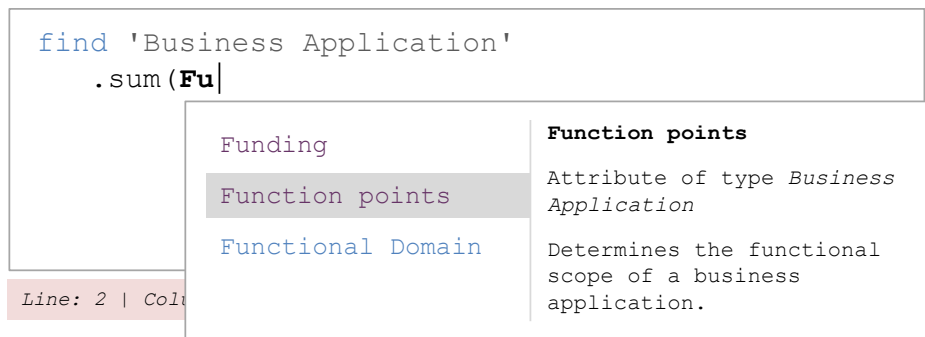 find 'Business Application'
.sum(Fu
Funding
Function points
Functional Domain
Function points
Attribute of type Business
Application
Determines the functional
scope of a business
application.
Line: 2 |